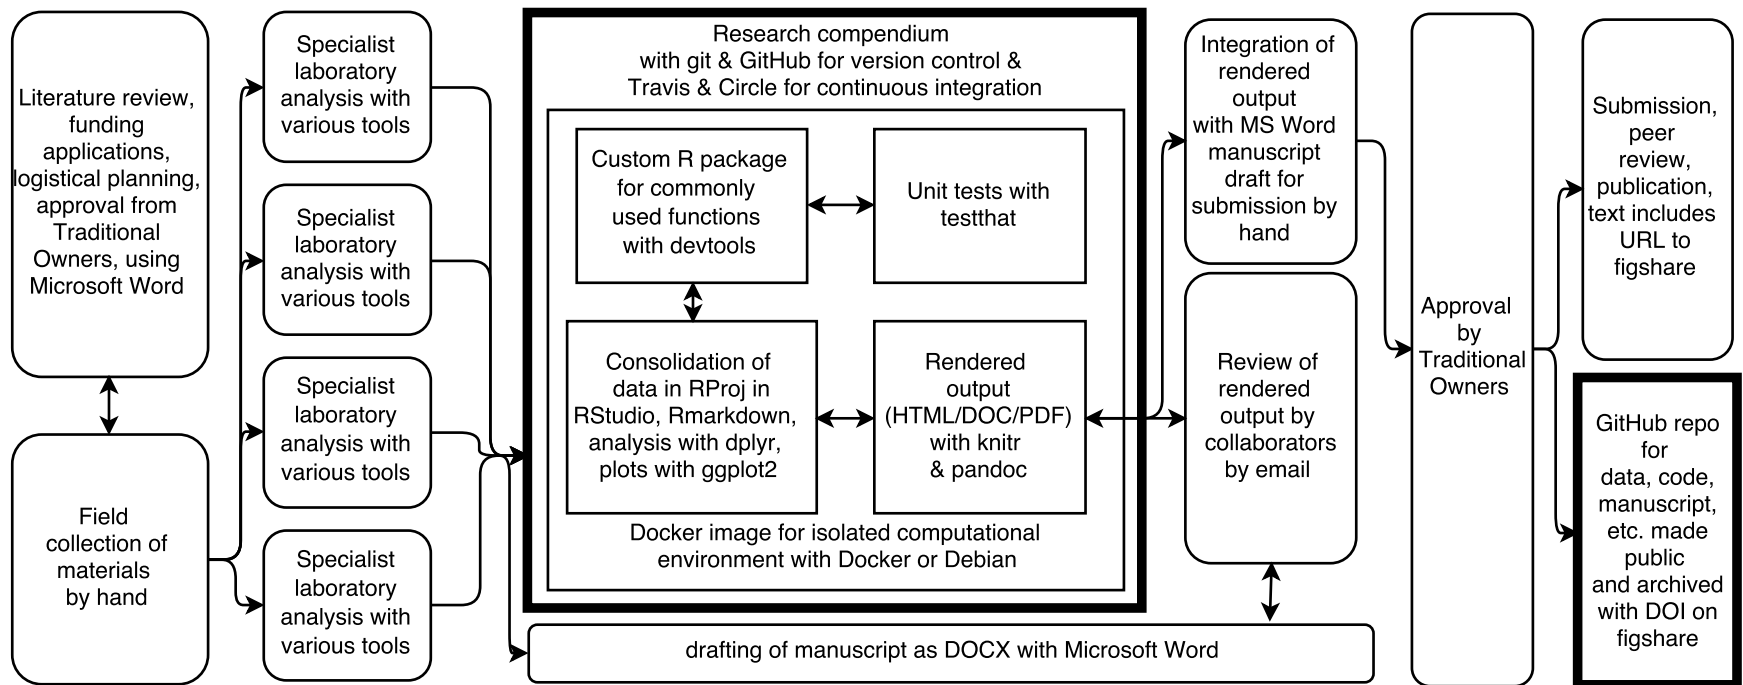 Literature review,
funding
applications,
logistical planning,
approval from
Traditional
Owners, using
Microsoft Word
Field
collection of
materials
by hand
Specialist
laboratory
analysis with
various tools
Specialist
laboratory
analysis with
various tools
Specialist
laboratory
analysis with
various tools
Specialist
laboratory
analysis with
various tools
Research compendium
with git & GitHub for version control &
Travis & Circle for continuous integration
Custom R package
for commonly
used functions
with devtools
Unit tests with
testthat
Consolidation of
data in RProj in
RStudio, Rmarkdown,
analysis with dplyr,
plots with ggplot2
Rendered
output
(HTML/DOC/PDF)
with knitr
& pandoc
Docker image for isolated computational
environment with Docker or Debian
drafting of manuscript as DOCX with Microsoft Word
Integration of
rendered
output
with MS Word
manuscript
draft for
submission by
hand
Review of
rendered
output by
collaborators
by email
Approval
by
Traditional
Owners
Submission,
peer
review,
publication,
text includes
URL to
figshare
GitHub repo
for
data, code,
manuscript,
etc. made
public
and archived
with DOI on
figshare